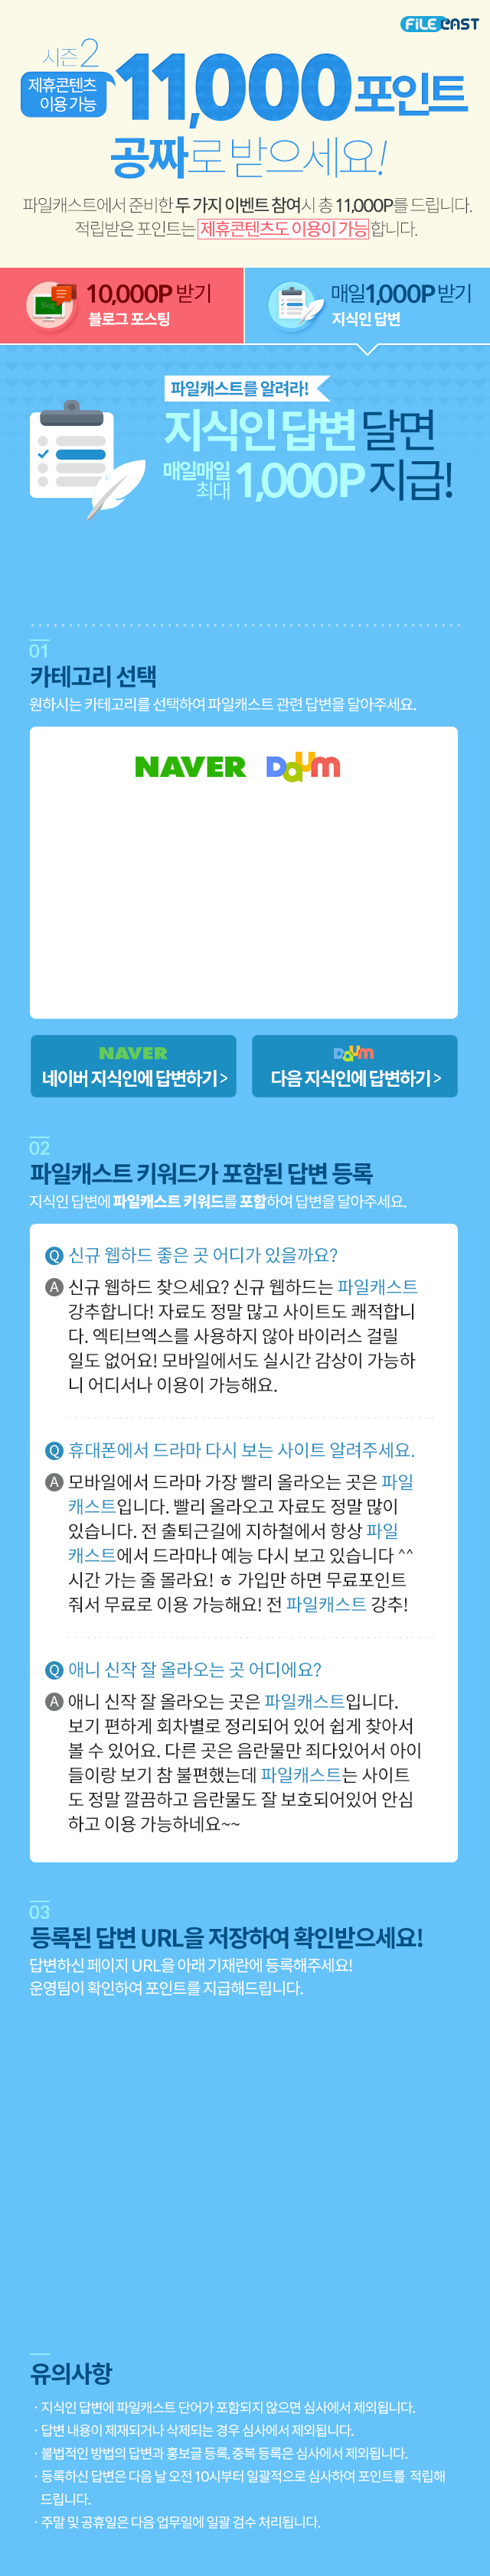 FiLECAST
시즌2
제휴콘텐츠
이용 가능
11,000 포인트
공짜로 받으세요!
파일캐스트에서 준비한 두 가지 이벤트 참여시 총 11,000P를 드립니다.
적립받은 포인트는 제휴콘텐츠도 이용이 가능합니다.
Blog
10,000P 받기
블로그 포스팅
매일1,000P 받기
지식인 답변
파일캐스트를 알려라!
지식인 답변 달면
매일매일
최대
1,000P 지급!
01
카테고리 선택
원하시는 카테고리를 선택하여 파일캐스트 관련 답변을 달아주세요.
NAVER Daum
NAVER
네이버 지식인에 답변하기 >
Daum
다음 지식인에 답변하기 >
02
파일캐스트 키워드가 포함된 답변 등록
지식인 답변에 파일캐스트 키워드를 포함하여 답변을 달아주세요.
Q 신규 웹하드 좋은 곳 어디가 있을까요?
A 신규 웹하드 찾으세요? 신규 웹하드는 파일캐스트
강추합니다! 자료도 정말 많고 사이트도 쾌적합니
다. 엑티브엑스를 사용하지 않아 바이러스 걸릴
일도 없어요! 모바일에서도 실시간 감상이 가능하
니 어디서나 이용이 가능해요.
Q 휴대폰에서 드라마 다시 보는 사이트 알려주세요.
A 모바일에서 드라마 가장 빨리 올라오는 곳은 파일
캐스트입니다. 빨리 올라오고 자료도 정말 많이
있습니다. 전 출퇴근길에 지하철에서 항상 파일
캐스트에서 드라마나 예능 다시 보고 있습니다 ^^
시간 가는 줄 몰라요! ㅎ 가입만 하면 무료포인트
줘서 무료로 이용 가능해요! 전 파일캐스트 강추!
Q 애니 신작 잘 올라오는 곳 어디에요?
A 애니 신작 잘 올라오는 곳은 파일캐스트입니다.
보기 편하게 회차별로 정리되어 있어 쉽게 찾아서
볼 수 있어요. 다른 곳은 음란물만 죄다있어서 아이
들이랑 보기 참 불편했는데 파일캐스트는 사이트
도 정말 깔끔하고 음란물도 잘 보호되어있어 안심
하고 이용 가능하네요~~
03
등록된 답변 URL을 저장하여 확인받으세요!
답변하신 페이지 URL을 아래 기재란에 등록해주세요!
운영팀이 확인하여 포인트를 지급해드립니다.
유의사항
· 지식인 답변에 파일캐스트 단어가 포함되지 않으면 심사에서 제외됩니다.
· 답변 내용이 제재되거나 삭제되는 경우 심사에서 제외됩니다.
· 불법적인 방법의 답변과 홍보글 등록, 중복 등록은 심사에서 제외됩니다.
· 등록하신 답변은 다음 날 오전 10시부터 일괄적으로 심사하여 포인트를 적립해
드립니다.
· 주말 및 공휴일은 다음 업무일에 일괄 검수 처리됩니다.